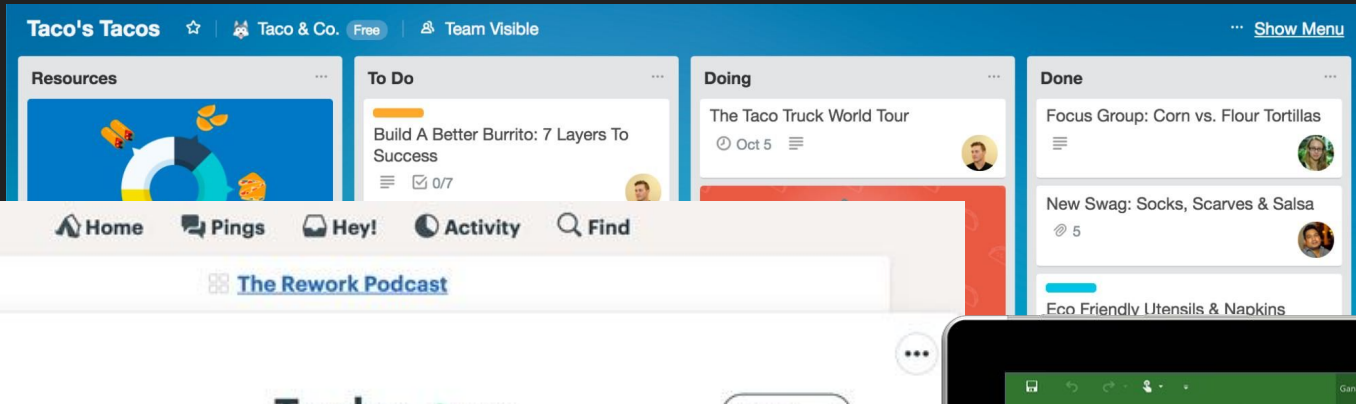 Taco's Tacos Taco & Co. Free Team Visible ... Show Menu
Resources ...
To Do ...
Build A Better Burrito: 7 Layers To
Success
0/7
Doing ...
The Taco Truck World Tour
Oct 5
Done ...
Focus Group: Corn vs. Flour Tortillas
New Swag: Socks, Scarves & Salsa
5
Eco Friendly Utensils & Napkins
Home Pings Hey! Activity Find
The Rework Podcast
...